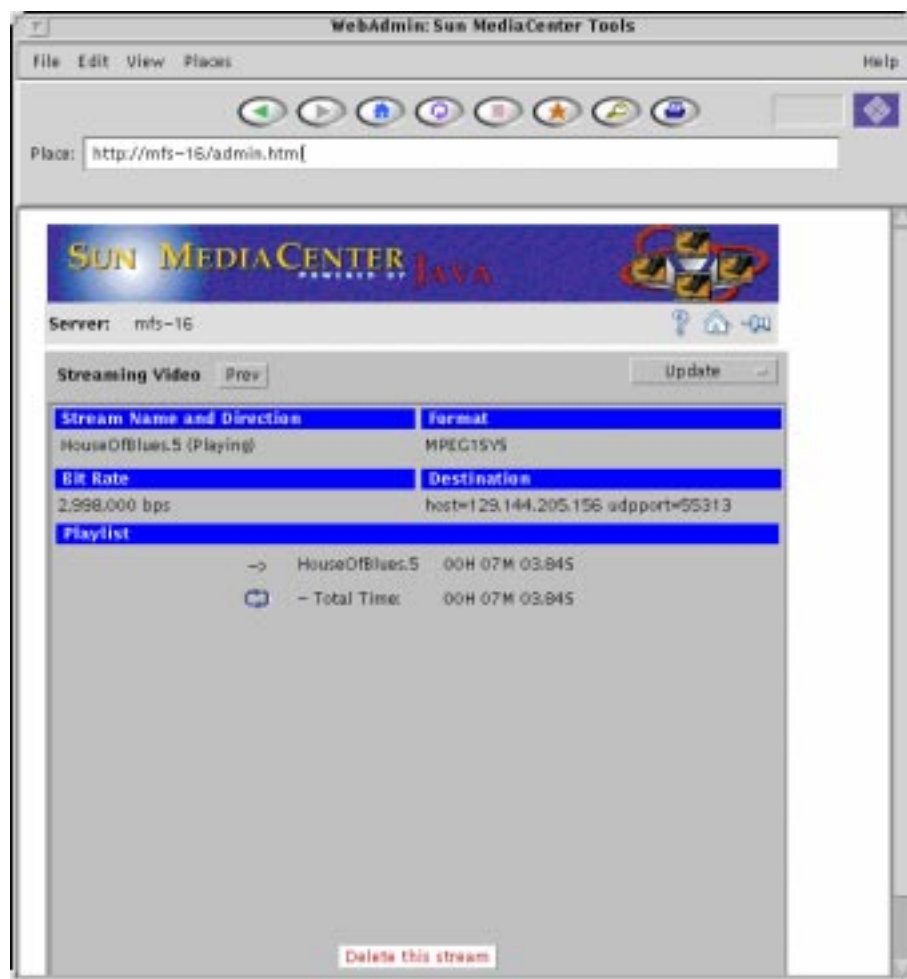 WebAdmin: Sun MediaCenter Tools
File Edit View Places Help
Place: http://mfs-16/admin.html
SUN MEDIACENTER
POWERED BY JAVA
Server: mfs-16
Streaming Video Prev Update
Stream Name and Direction Format
HouseOfBlues.5 (Playing) MPEG1SYS
Bit Rate Destination
2,998,000 bps host=129.144.205.156 udpport=55313
Playlist
-> HouseOfBlues.5 00H 07M 03.84S
- Total Time: 00H 07M 03.84S
Delete this stream